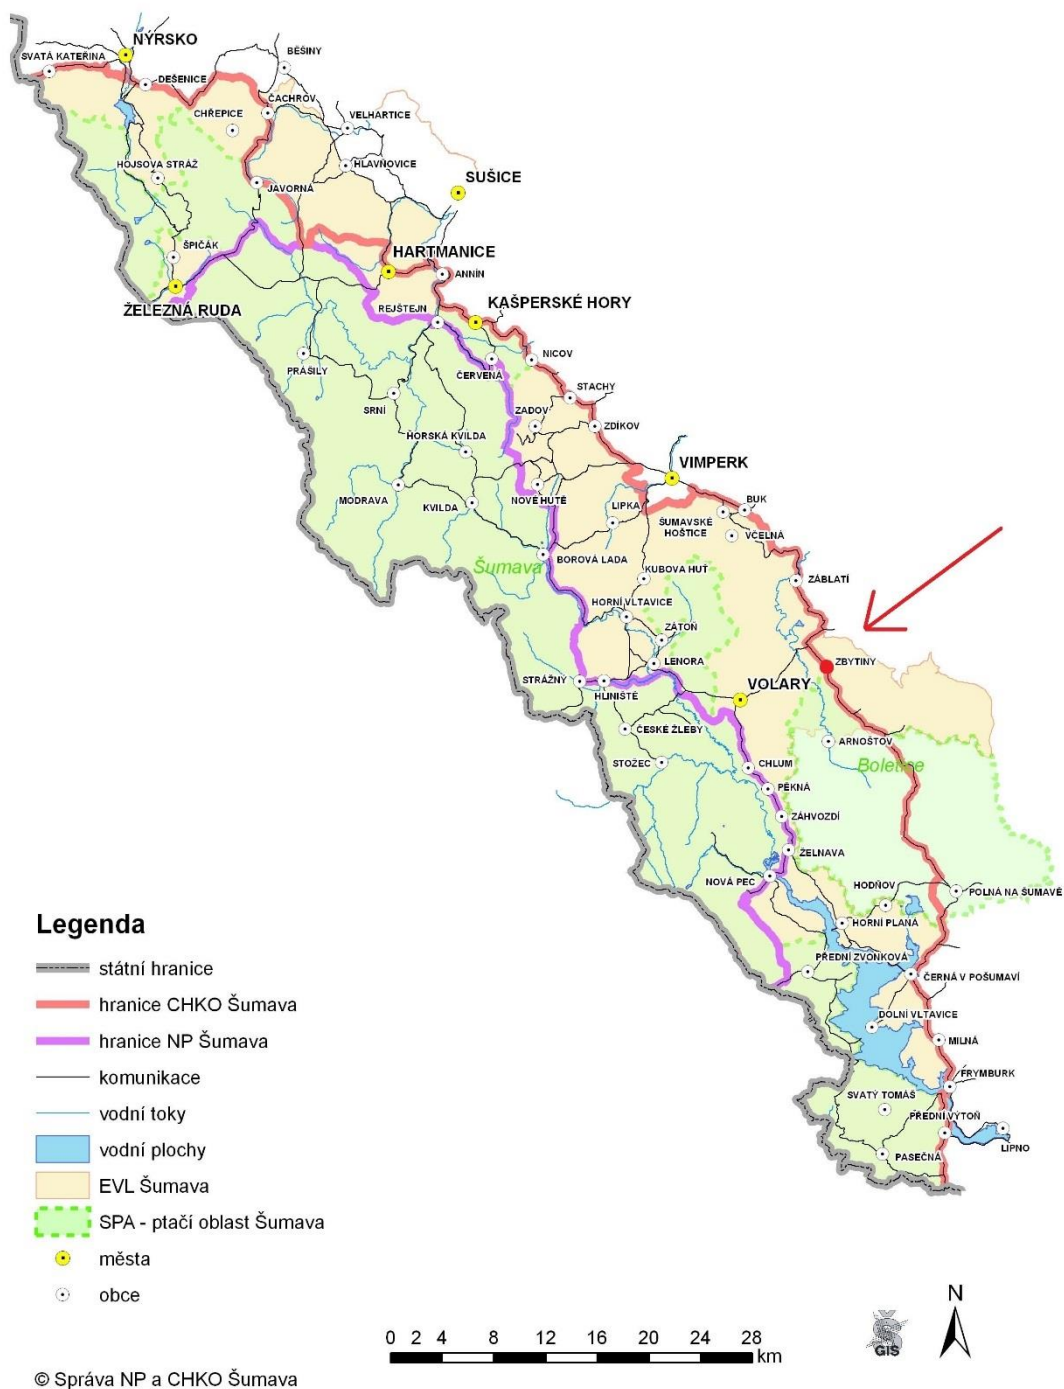 NÝRSKO
SVATÁ KATEŘINA
DEŠENICE
BĚŠINY
ČACHROV
CHŘEPICE
VELHARTICE
HOJSOVA STRÁŽ
HLAVŇOVICE
JAVORNÁ
SUŠICE
ŠPIČÁK
HARTMANICE
ANNÍN
ŽELEZNÁ RUDA
REJŠTEJN
KAŠPERSKÉ HORY
PRÁŠILY
ČERVENÁ
NICOV
SRNÍ
STACHY
ZADOV
ZDÍKOV
HORSKÁ KVILDA
VIMPERK
MODRAVA
KVILDA
NOVÉ HUTĚ
LIPKA
BUK
ŠUMAVSKÉ
HOŠTICE
VČELNÁ
Šumava
BOROVÁ LADA
KUBOVA HUŤ
ZÁBLATÍ
HORNÍ VLTAVICE
ZÁTOŇ
LENORA
ZBYTINY
STRÁŽNÝ
HLINIŠTĚ
VOLARY
ČESKÉ ŽLEBY
ARNOŠTOV
STOŽEC
CHLUM
Boletice
PĚKNÁ
ZÁHVOZDÍ
ŽELNAVA
NOVÁ PEC
HODŇOV
POLNÁ NA ŠUMAVĚ
HORNÍ PLANÁ
PŘEDNÍ ZVONKOVÁ
ČERNÁ V POŠUMAVÍ
DOLNÍ VLTAVICE
MILNÁ
FRYMBURK
SVATÝ TOMÁŠ
PŘEDNÍ VÝTOŇ
PASEČNÁ
LIPNO
Legenda
státní hranice
hranice CHKO Šumava
hranice NP Šumava
komunikace
vodní toky
vodní plochy
EVL Šumava
SPA - ptačí oblast Šumava
města
obce
0 2 4 8 12 16 20 24 28
km
N
GIS
© Správa NP a CHKO Šumava